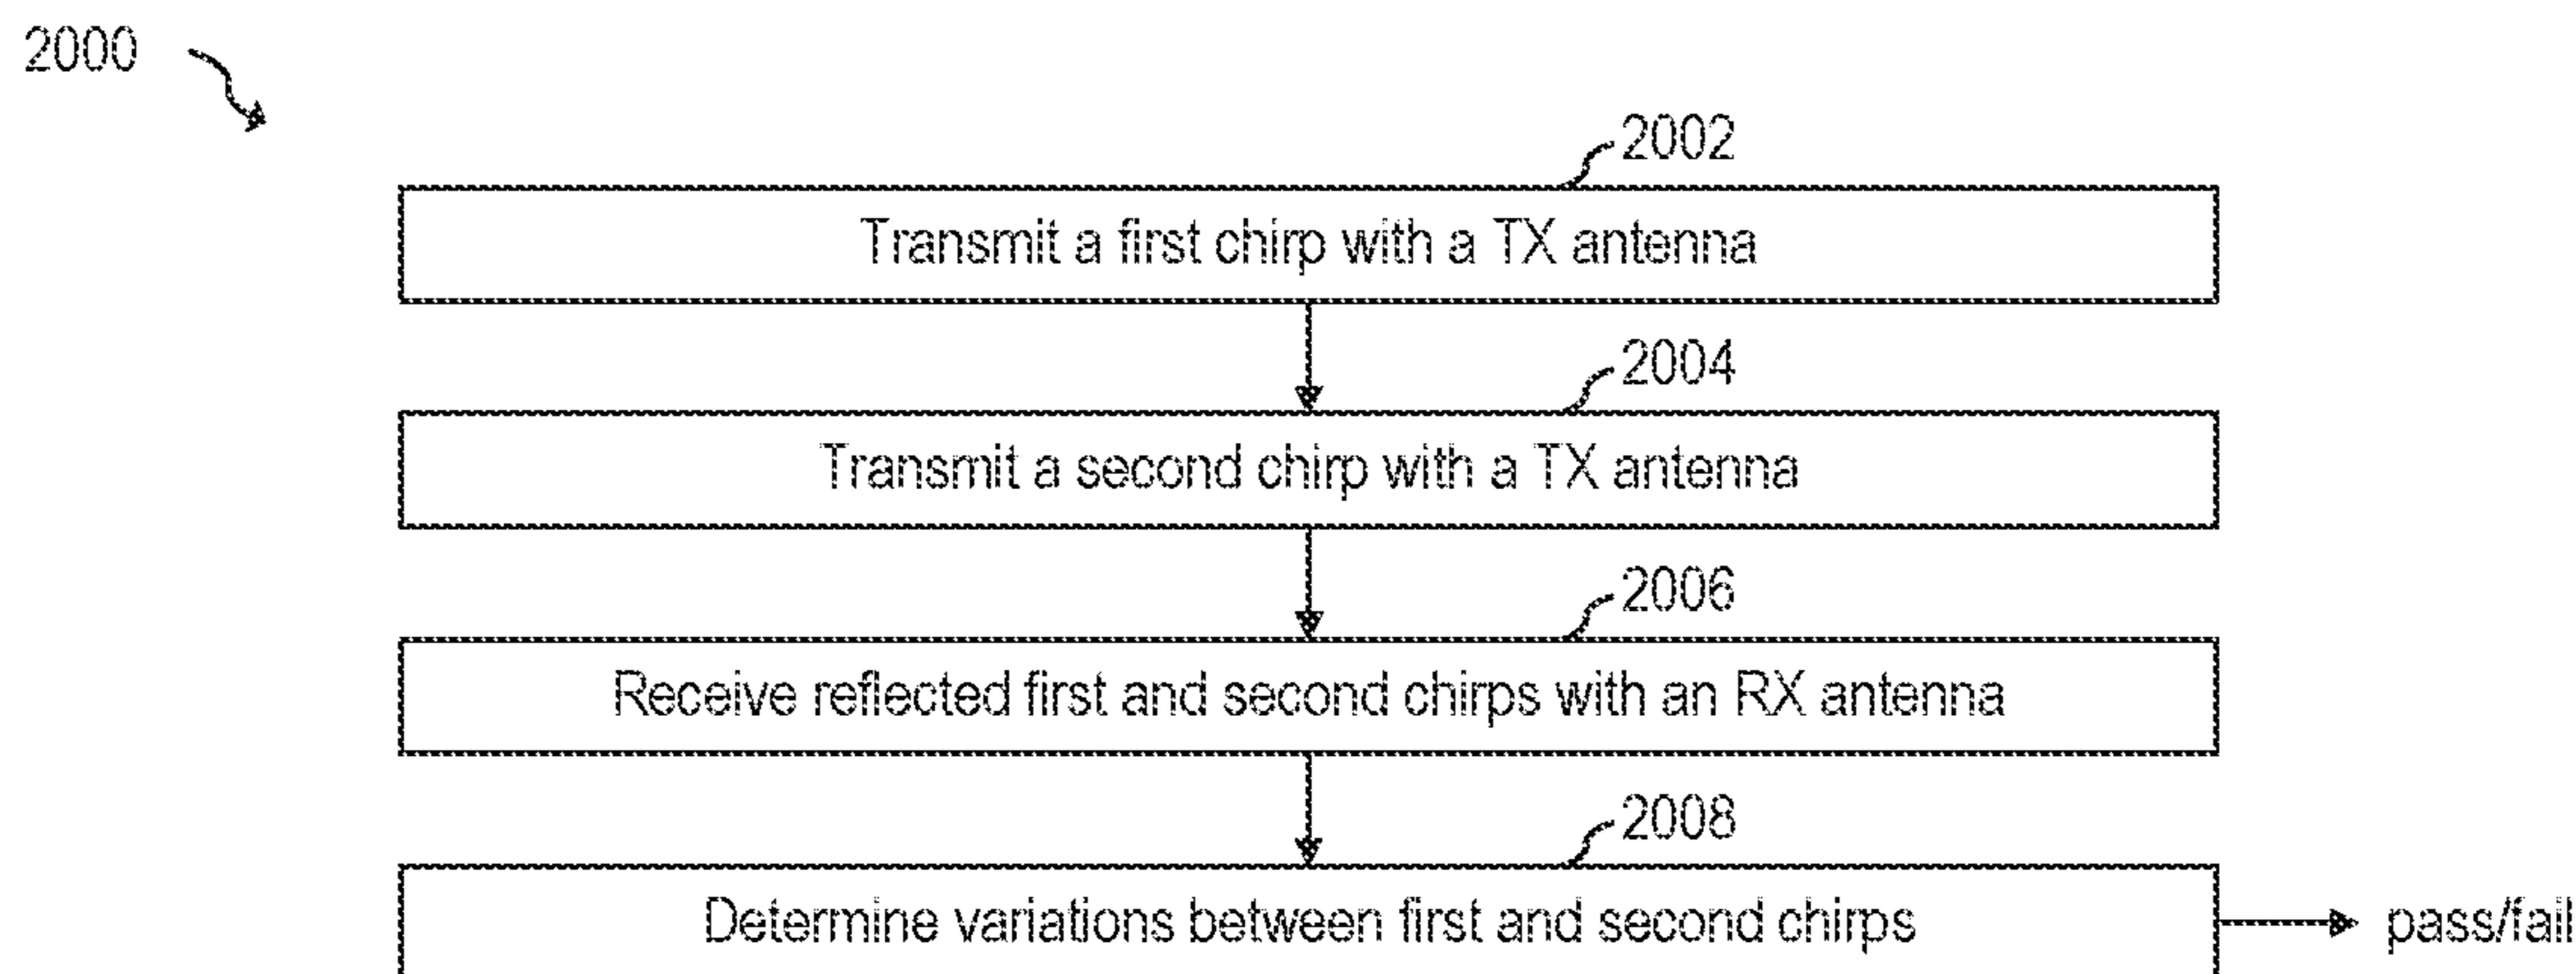 2000
2002
Transmit a first chirp with a TX antenna
2004
Transmit a second chirp with a TX antenna
2006
Receive reflected first and second chirps with an RX antenna
2008
Determine variations between first and second chirps
pass/fail